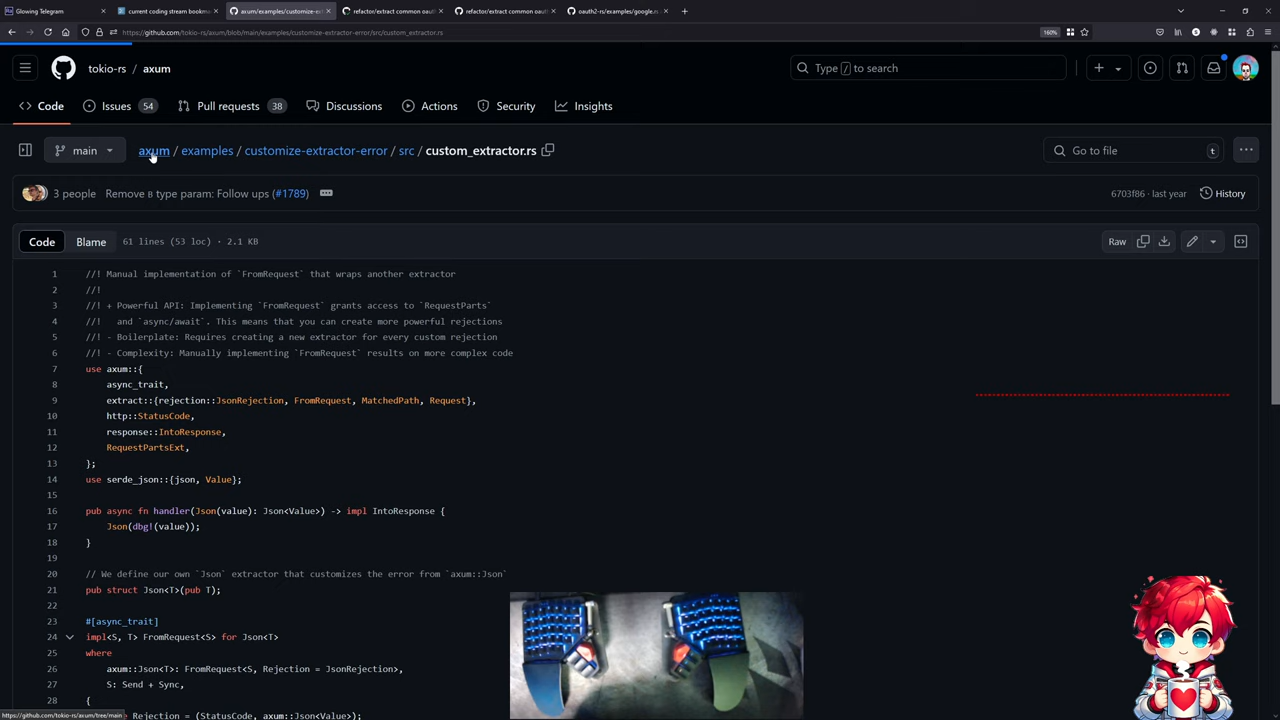 Glowing Telegram
current coding stream bookm
axum/examples/customize-ext
refactor/extract common oaut
refactor/extract common oaut
oauth2-rs/examples/google.rs
https://github.com/tokio-rs/axum/blob/main/examples/customize-extractor-error/src/custom_extractor.rs
160%
tokio-rs / axum
Type / to search
Code
Issues 54
Pull requests 38
Discussions
Actions
Security
Insights
main
axum / examples / customize-extractor-error / src / custom_extractor.rs
Go to file
t
3 people Remove B type param: Follow ups (#1789)
6703f86 · last year
History
Code
Blame
61 lines (53 loc) · 2.1 KB
Raw
1 //! Manual implementation of `FromRequest` that wraps another extractor
2 //!
3 //! + Powerful API: Implementing `FromRequest` grants access to `RequestParts`
4 //!   and `async/await`. This means that you can create more powerful rejections
5 //! - Boilerplate: Requires creating a new extractor for every custom rejection
6 //! - Complexity: Manually implementing `FromRequest` results on more complex code
7 use axum::{
8     async_trait,
9     extract::{rejection::JsonRejection, FromRequest, MatchedPath, Request},
10     http::StatusCode,
11     response::IntoResponse,
12     RequestPartsExt,
13 };
14 use serde_json::{json, Value};
15
16 pub async fn handler(Json(value): Json<Value>) -> impl IntoResponse {
17     Json(dbg!(value));
18 }
19
20 // We define our own `Json` extractor that customizes the error from `axum::Json`
21 pub struct Json<T>(pub T);
22
23 #[async_trait]
24 impl<S, T> FromRequest<S> for Json<T>
25 where
26     axum::Json<T>: FromRequest<S, Rejection = JsonRejection>,
27     S: Send + Sync,
28 {
Rejection = (StatusCode, axum::Json<Value>);
https://github.com/tokio-rs/axum/tree/main